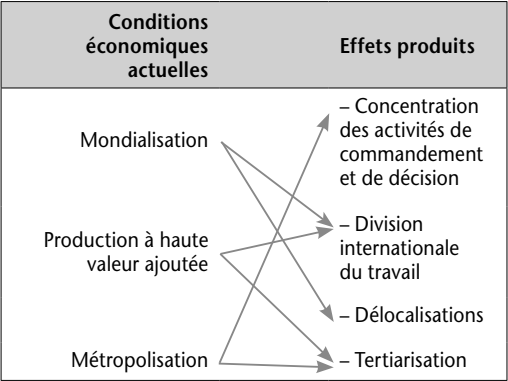 Conditions
économiques
actuelles
Effets produits
Mondialisation
Production à haute
valeur ajoutée
Métropolisation
– Concentration
des activités de
commandement
et de décision
– Division
internationale
du travail
– Délocalisations
– Tertiarisation